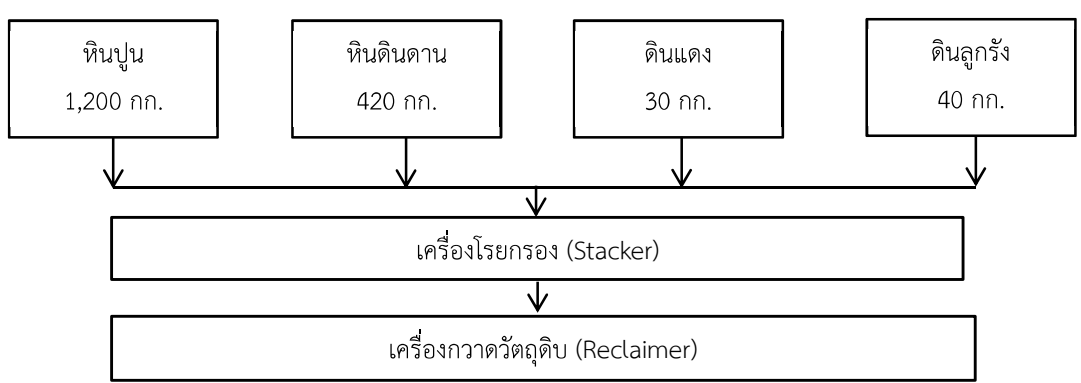 หินปูน
1,200 กก.
หินดินดาน
420 กก.
ดินแดง
30 กก.
ดินลูกรัง
40 กก.
เครื่องโรยกรอง (Stacker)
เครื่องกวาดวัตถุดิบ (Reclaimer)